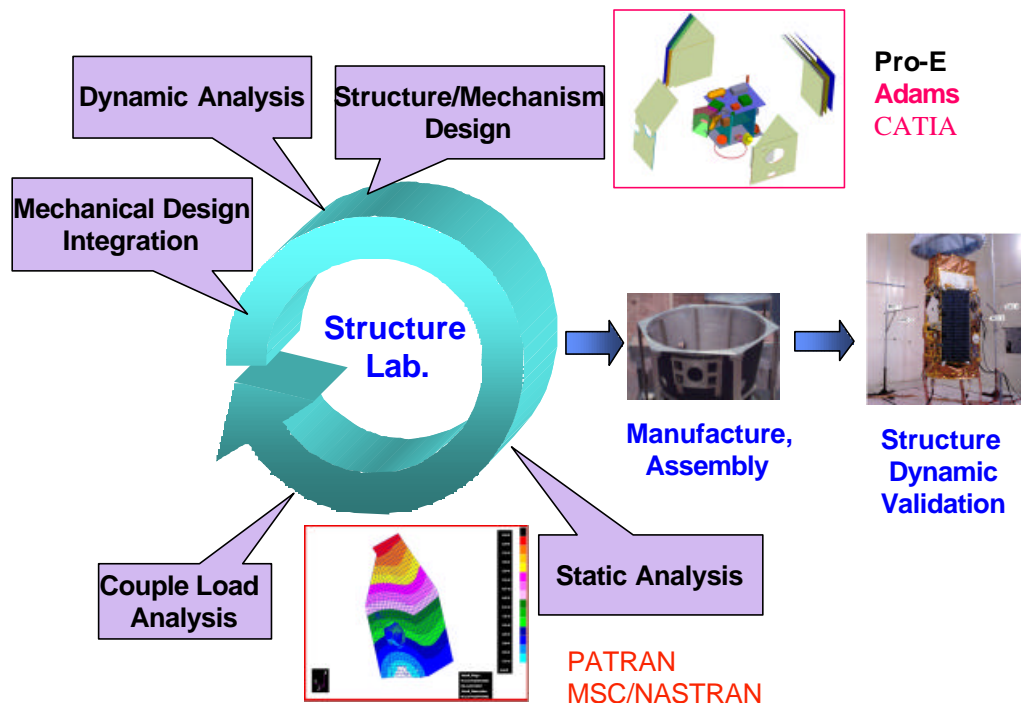 Dynamic Analysis
Structure/Mechanism
Design
Pro-E
Adams
CATIA
Mechanical Design
Integration
Structure
Lab.
Manufacture,
Assembly
Structure
Dynamic
Validation
Couple Load
Analysis
Static Analysis
PATRAN
MSC/NASTRAN